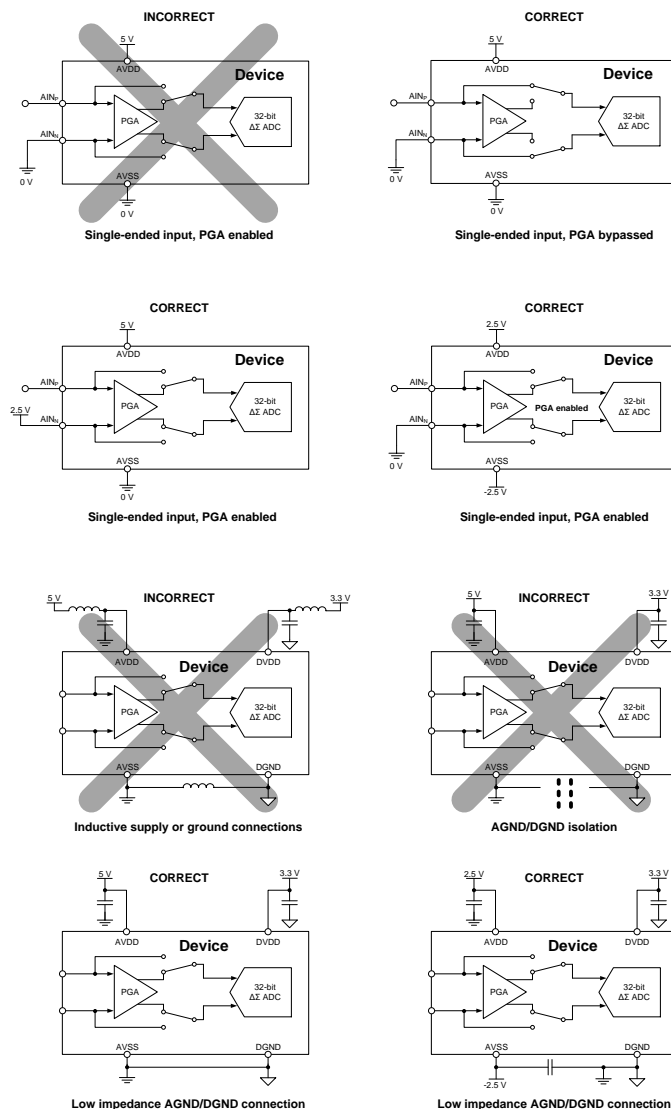 INCORRECT
5 V
AVDD
Device
AINP
AINN
PGA
32-bit
ΔΣ ADC
AVSS
0 V
0 V
Single-ended input, PGA enabled
CORRECT
5 V
AVDD
Device
AINP
AINN
PGA
32-bit
ΔΣ ADC
AVSS
0 V
0 V
Single-ended input, PGA bypassed
CORRECT
5 V
AVDD
Device
AINP
2.5 V
AINN
PGA
32-bit
ΔΣ ADC
AVSS
0 V
Single-ended input, PGA enabled
CORRECT
2.5 V
AVDD
Device
AINP
AINN
PGA
PGA enabled
32-bit
ΔΣ ADC
AVSS
0 V
-2.5 V
Single-ended input, PGA enabled
INCORRECT
5 V
3.3 V
AVDD
DVDD
Device
PGA
32-bit
ΔΣ ADC
AVSS
DGND
Inductive supply or ground connections
INCORRECT
5 V
3.3 V
AVDD
DVDD
Device
PGA
32-bit
ΔΣ ADC
AVSS
DGND
AGND/DGND isolation
CORRECT
5 V
3.3 V
AVDD
DVDD
Device
PGA
32-bit
ΔΣ ADC
AVSS
DGND
Low impedance AGND/DGND connection
CORRECT
2.5 V
3.3 V
AVDD
DVDD
Device
PGA
32-bit
ΔΣ ADC
AVSS
DGND
-2.5 V
Low impedance AGND/DGND connection